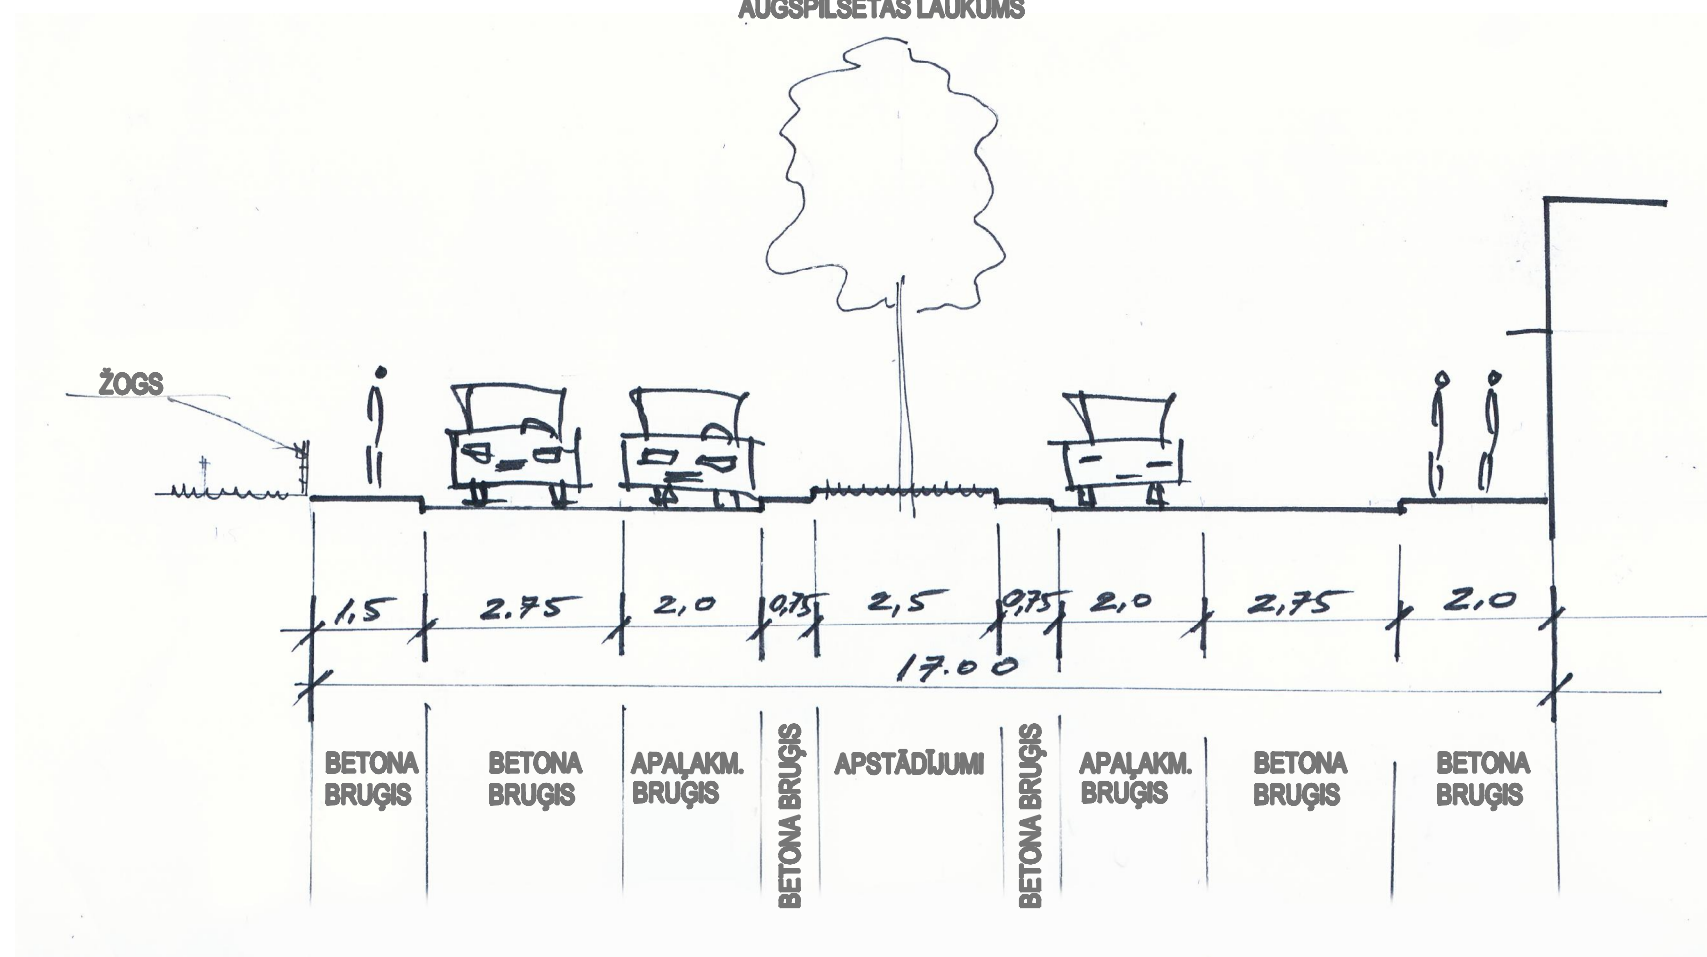 AUGSPILSĒTAS LAUKUMS
ŽOGS
1,5 2.75 2,0 0,75 2,5 0,75 2,0 2,75 2.0
17.00
BETONA BRUĢIS
BETONA BRUĢIS
APAĻAKM. BRUĢIS
BETONA BRUĢIS
APSTĀDĪJUMI
BETONA BRUĢIS
APAĻAKM. BRUĢIS
BETONA BRUĢIS
BETONA BRUĢIS